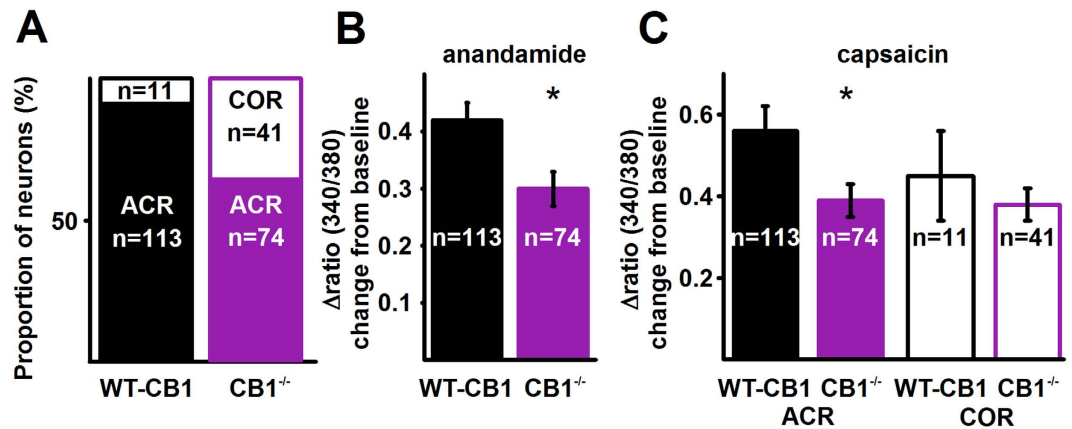 A
Proportion of neurons (%)
50
n=11
ACR
n=113
COR
n=41
ACR
n=74
WT-CB1
CB1-/-
B
anandamide
Δratio (340/380)
change from baseline
0.4
0.3
0.2
0.1
*
n=113
n=74
WT-CB1
CB1-/-
C
capsaicin
Δratio (340/380)
change from baseline
0.6
0.4
0.2
*
n=113
n=74
n=11
n=41
WT-CB1
CB1-/-
WT-CB1
CB1-/-
ACR
COR